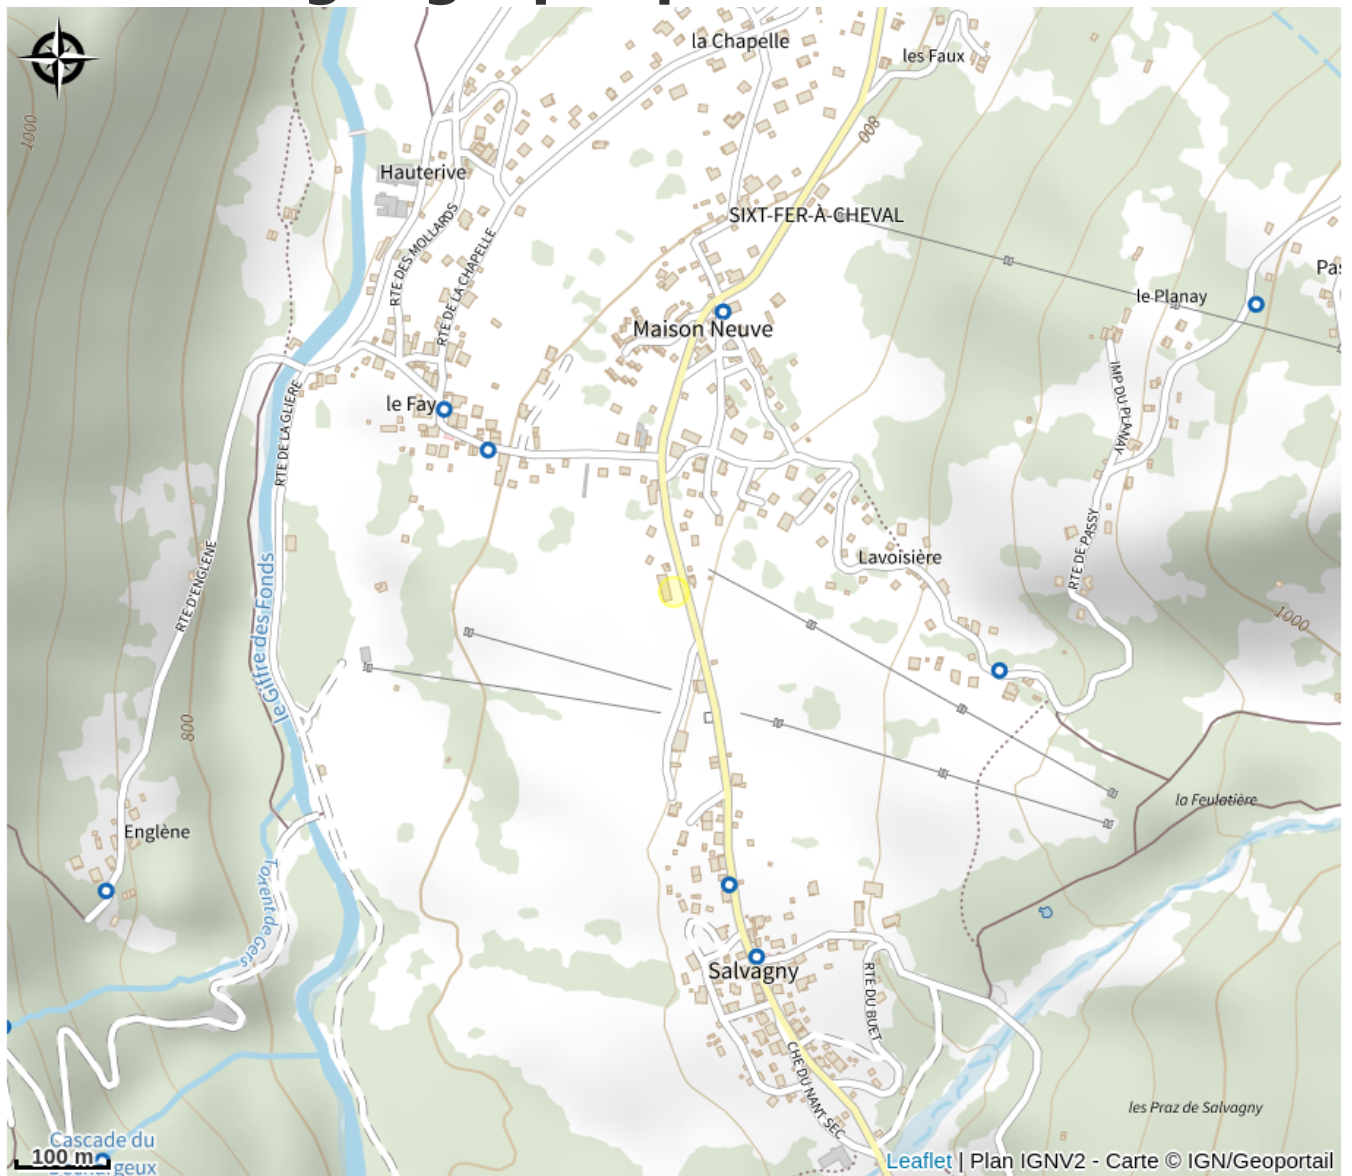 la Chapelle
les Faux
1000
800
Hauterive
SIXT-FER-À-CHEVAL
RTE DES MOLLARDS
RTE DE LA CHAPELLE
Pas
le Planay
Maison Neuve
IMP DU PLANAY
le Fay
RTE DE LA GLIERE
RTE D'ENGLENE
le Giffre des Fonds
Lavoisière
RTE DE PASSY
1000
800
la Feulatière
Englène
Torrent de Gers
Salvagny
RTE DU BUET
CHE DU NANT SEC
les Praz de Salvagny
Cascade du
100 m
Leaflet | Plan IGNV2 - Carte © IGN/Geoportail